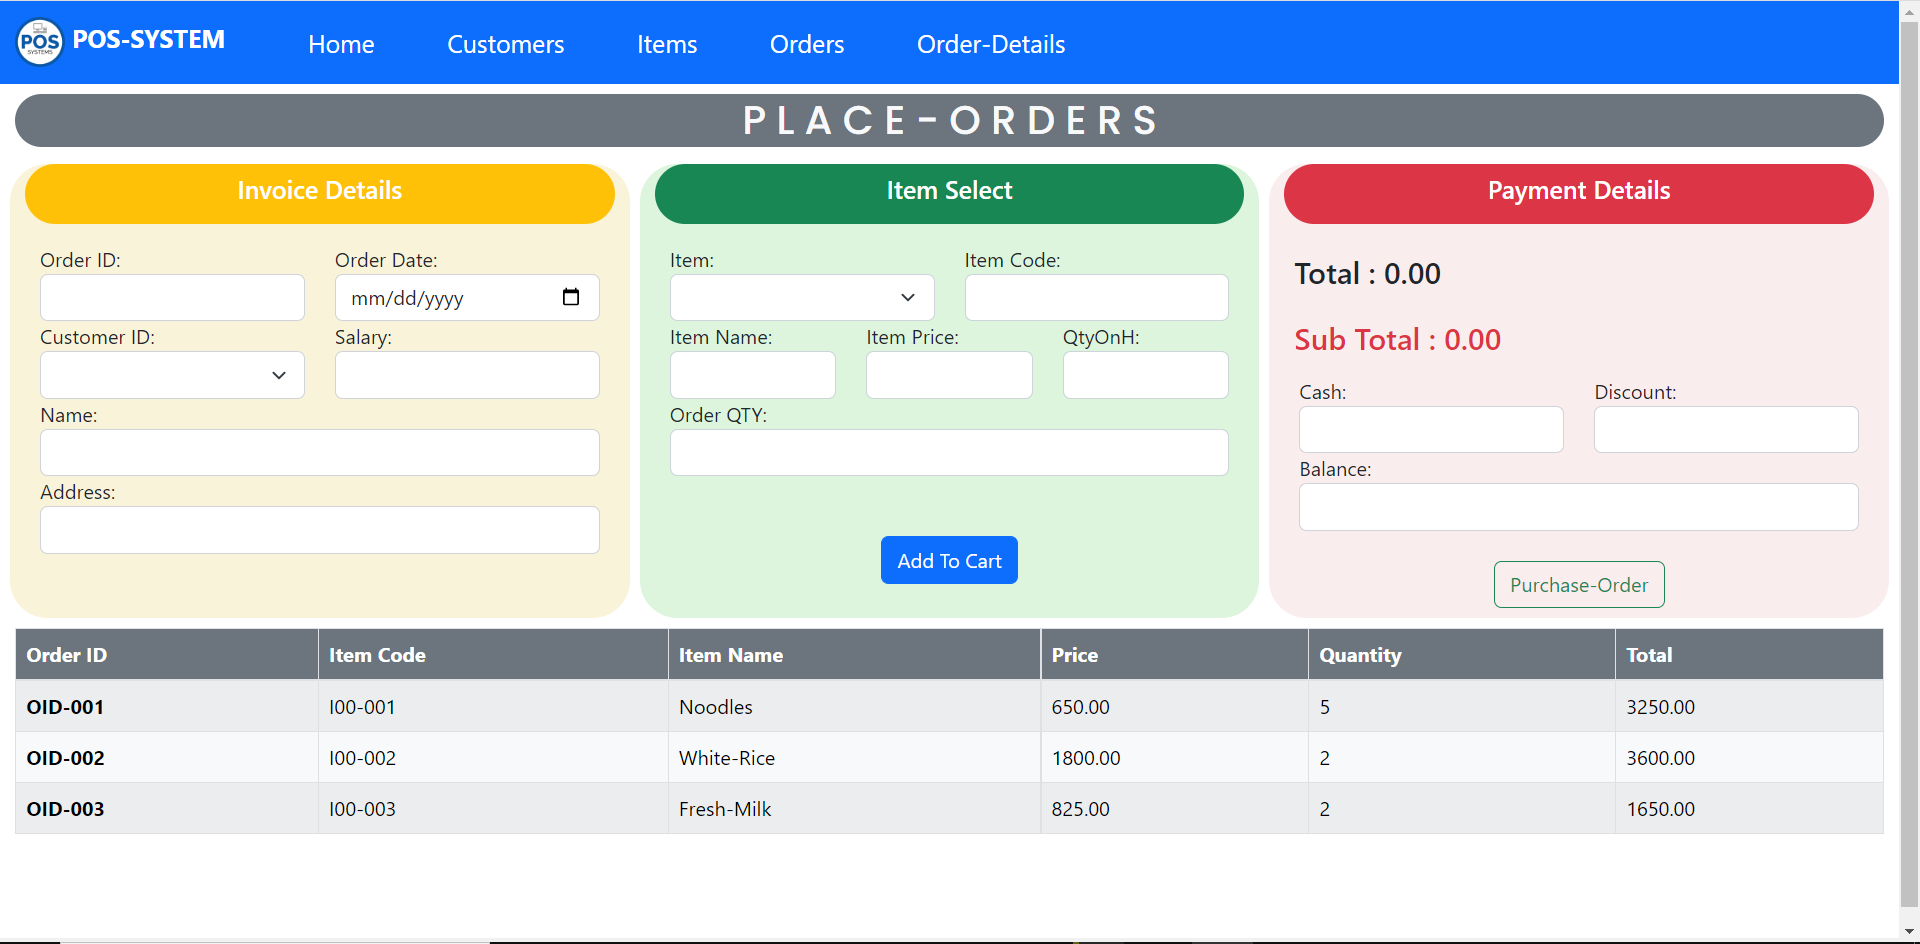 POS
SYSTEMS
POS-SYSTEM
Home Customers Items Orders Order-Details
PLACE-ORDERS
Invoice Details
Order ID: Order Date:
mm/dd/yyyy
Customer ID: Salary:
Name:
Address:
Item Select
Item: Item Code:
Item Name: Item Price: QtyOnH:
Order QTY:
Add To Cart
Payment Details
Total : 0.00
Sub Total : 0.00
Cash: Discount:
Balance:
Purchase-Order
Order ID Item Code Item Name Price Quantity Total
OID-001 I00-001 Noodles 650.00 5 3250.00
OID-002 I00-002 White-Rice 1800.00 2 3600.00
OID-003 I00-003 Fresh-Milk 825.00 2 1650.00